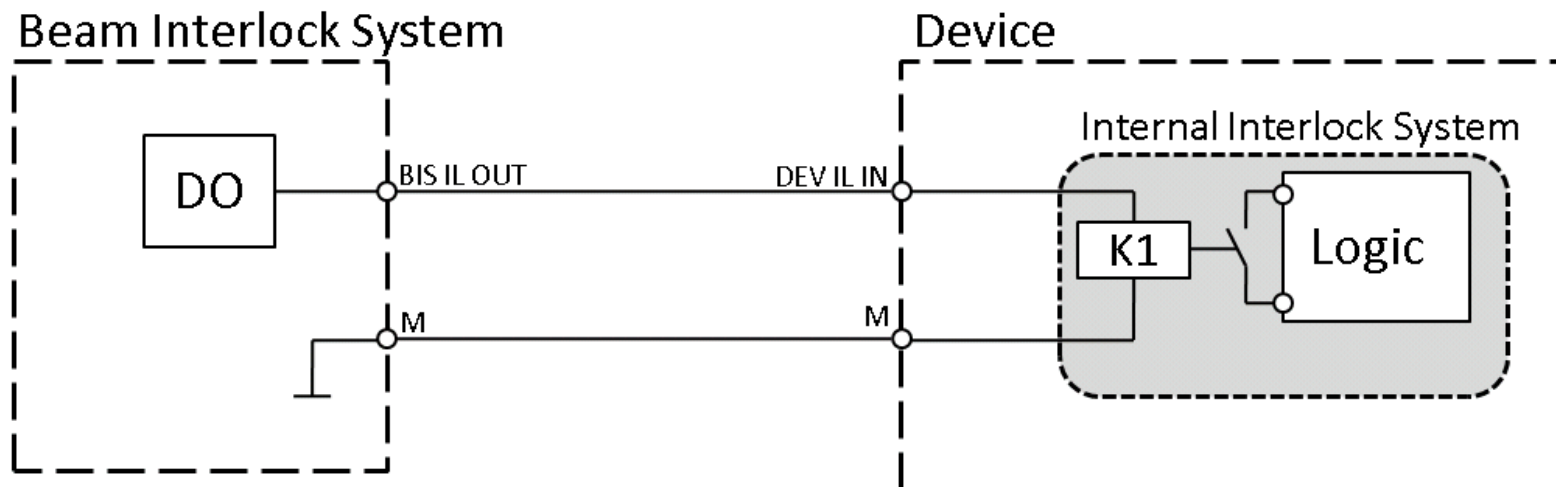 Beam Interlock System
Device
Internal Interlock System
DO
BIS IL OUT
DEV IL IN
K1
Logic
M
M